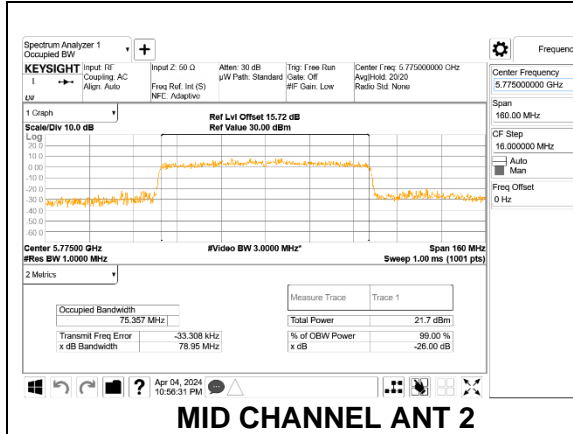 Spectrum Analyzer 1
Occupied BW
+
Frequenc
KEYSIGHT
Input: RF
Coupling: AC
Align: Auto
Input Z: 50 Ω
Freq Ref: Int (S)
NFE: Adaptive
Atten: 30 dB
µW Path: Standard
Trig: Free Run
Gate: Off
#IF Gain: Low
Center Freq: 5.775000000 GHz
Avg|Hold: 20/20
Radio Std: None
Center Frequency
5.775000000 GHz
Span
160.00 MHz
CF Step
16.000000 MHz
Auto
Man
Freq Offset
0 Hz
1 Graph
Scale/Div 10.0 dB
Ref Lvl Offset 15.72 dB
Ref Value 30.00 dBm
Log
20.0
10.0
0.00
-10.0
-20.0
-30.0
-40.0
-50.0
-60.0
Center 5.77500 GHz
#Res BW 1.0000 MHz
#Video BW 3.0000 MHz*
Span 160 MHz
Sweep 1.00 ms (1001 pts)
2 Metrics
Measure Trace
Trace 1
Occupied Bandwidth
75.357 MHz
Total Power
21.7 dBm
Transmit Freq Error
-33.308 kHz
% of OBW Power
99.00 %
x dB Bandwidth
78.95 MHz
x dB
-26.00 dB
?
Apr 04, 2024
10:56:31 PM
MID CHANNEL ANT 2